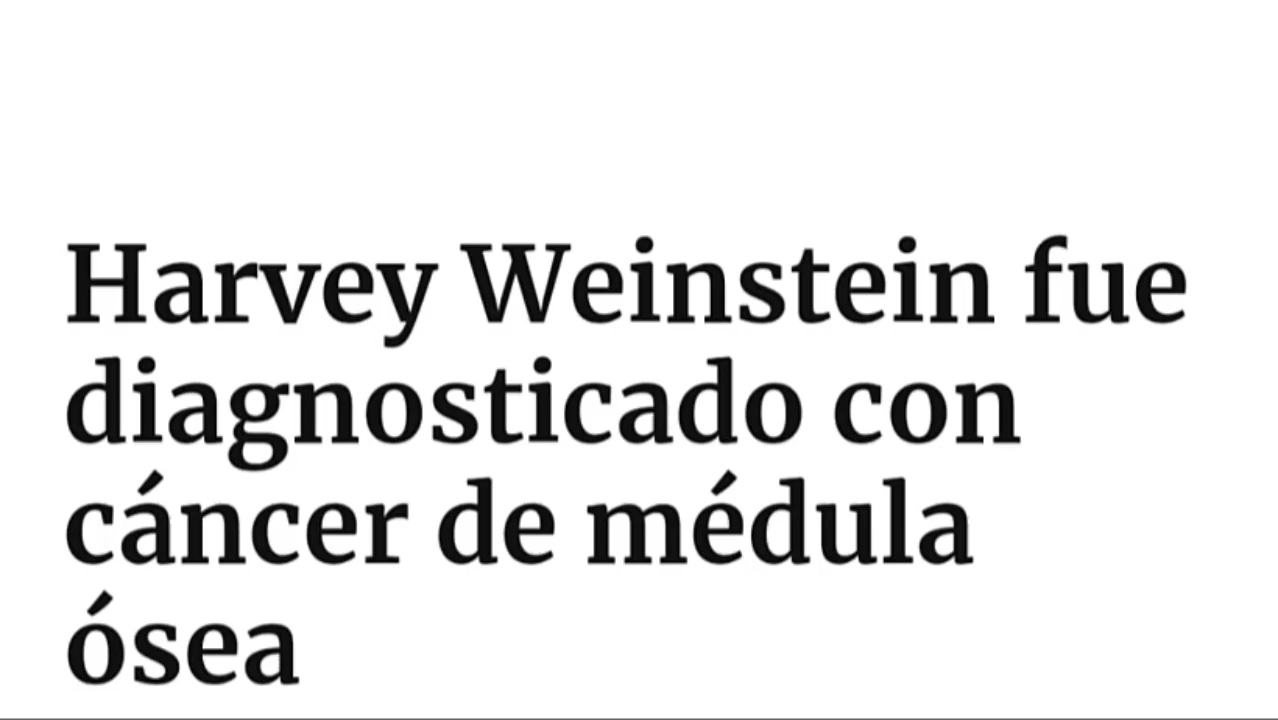 Harvey Weinstein fue
diagnosticado con
cáncer de médula
ósea